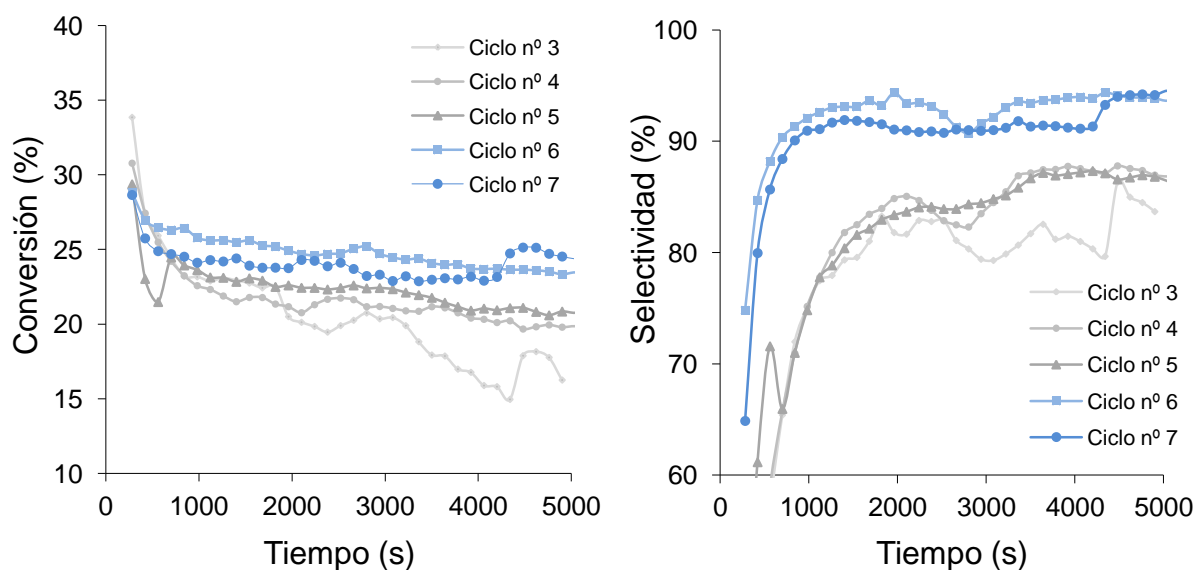 40
35
30
25
20
15
10
Conversión (%)
0 1000 2000 3000 4000 5000
Tiempo (s)
Ciclo nº 3
Ciclo nº 4
Ciclo nº 5
Ciclo nº 6
Ciclo nº 7
100
90
80
70
60
Selectividad (%)
0 1000 2000 3000 4000 5000
Tiempo (s)
Ciclo nº 3
Ciclo nº 4
Ciclo nº 5
Ciclo nº 6
Ciclo nº 7